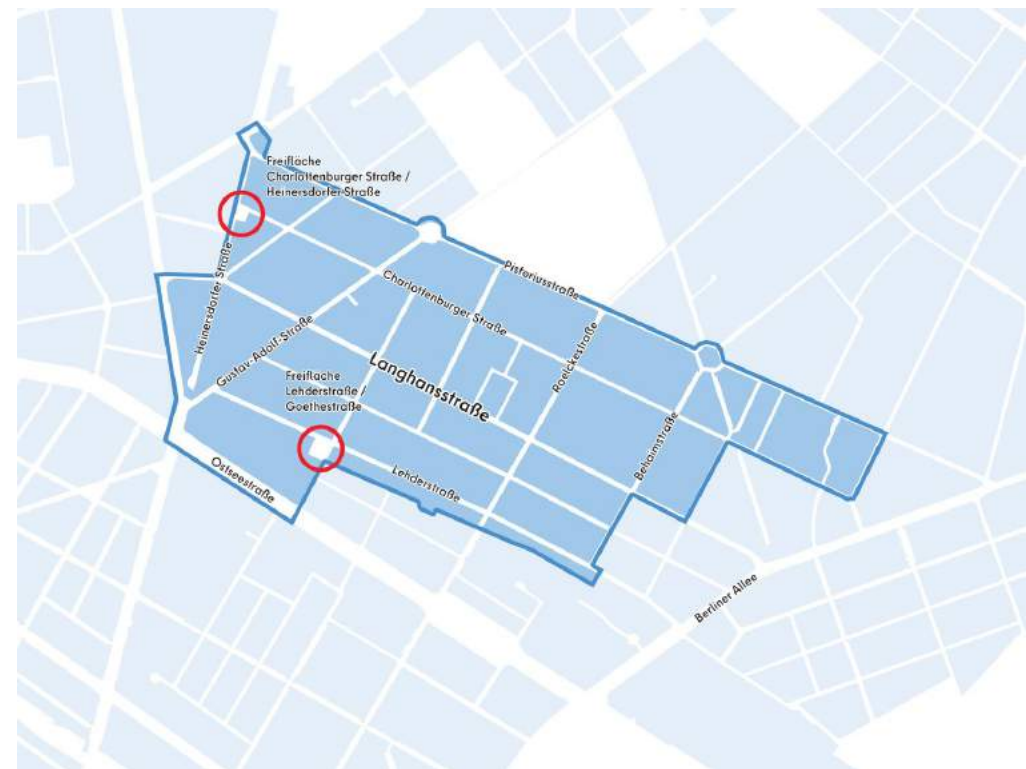 Freifläche
Charlottenburger Straße /
Heinersdorfer Straße
Pistoriusstraße
Charlottenburger Straße
Heinersdorfer Straße
Gustav-Adolf-Straße
Langhansstraße
Roelckestraße
Freifläche
Lehderstraße /
Goethestraße
Behaimstraße
Ostseestraße
Lehderstraße
Berliner Allee